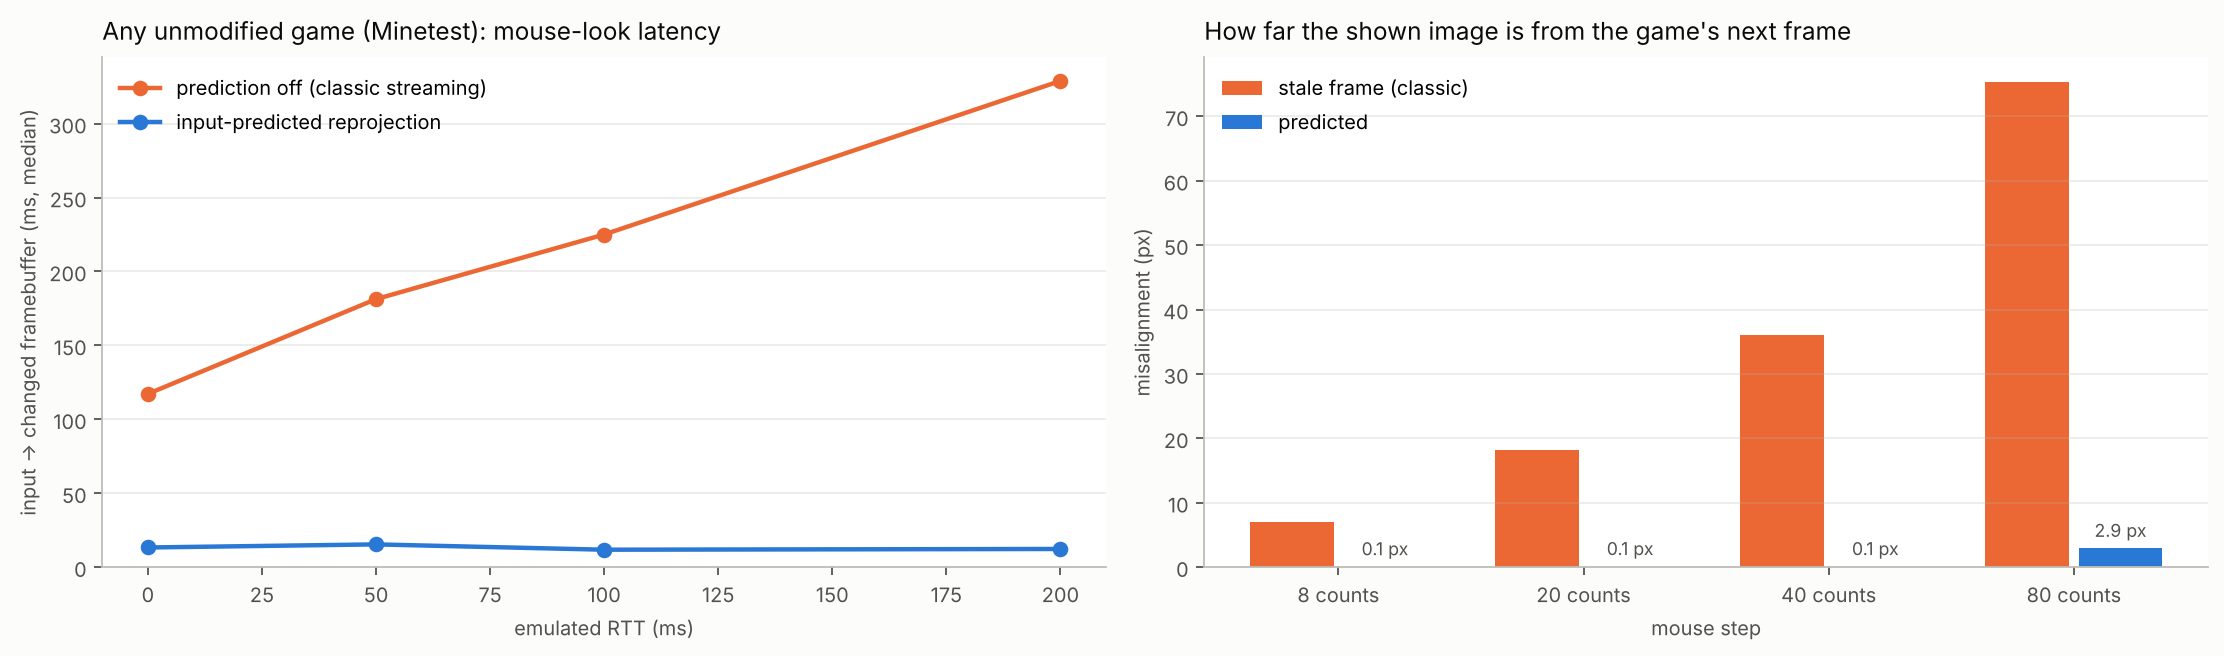 Any unmodified game (Minetest): mouse-look latency
prediction off (classic streaming)
input-predicted reprojection
input → changed framebuffer (ms, median)
300
250
200
150
100
50
0
0 25 50 75 100 125 150 175 200
emulated RTT (ms)
How far the shown image is from the game's next frame
stale frame (classic)
predicted
misalignment (px)
70
60
50
40
30
20
10
0
0.1 px 0.1 px 0.1 px 2.9 px
8 counts 20 counts 40 counts 80 counts
mouse step